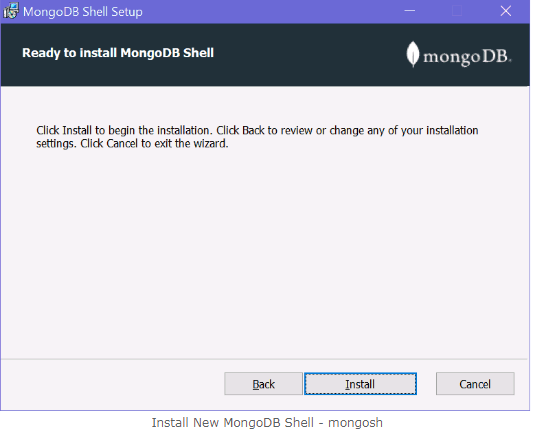 MongoDB Shell Setup
Ready to install MongoDB Shell
mongoDB.
Click Install to begin the installation. Click Back to review or change any of your installation
settings. Click Cancel to exit the wizard.
Back
Install
Cancel
Install New MongoDB Shell - mongosh